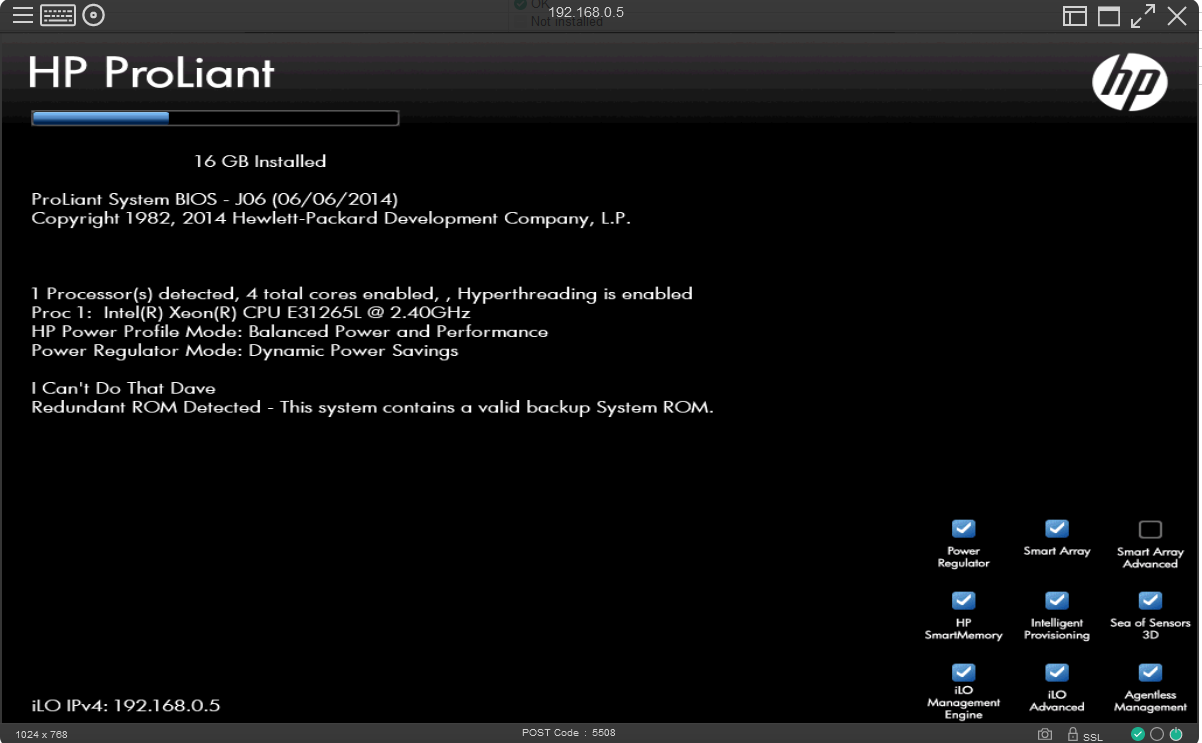 OK
192.168.0.5
Not installed
HP ProLiant
hp
16 GB Installed
ProLiant System BIOS - J06 (06/06/2014)
Copyright 1982, 2014 Hewlett-Packard Development Company, L.P.
1 Processor(s) detected, 4 total cores enabled, , Hyperthreading is enabled
Proc 1: Intel(R) Xeon(R) CPU E31265L @ 2.40GHz
HP Power Profile Mode: Balanced Power and Performance
Power Regulator Mode: Dynamic Power Savings
I Can't Do That Dave
Redundant ROM Detected - This system contains a valid backup System ROM.
Power
Regulator
Smart Array
Smart Array
Advanced
HP
SmartMemory
Intelligent
Provisioning
Sea of Sensors
3D
iLO
Management
Engine
iLO
Advanced
Agentless
Management
iLO IPv4: 192.168.0.5
1024 x 768
POST Code : 5508
SSL